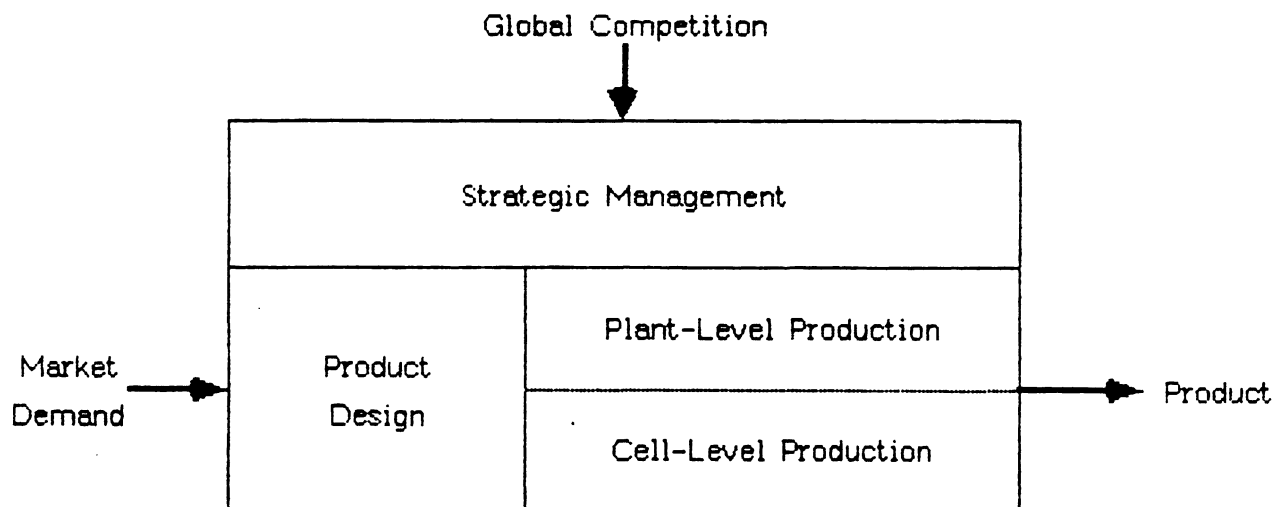 Global Competition
Strategic Management
Plant-Level Production
Market
Demand
Product
Design
Product
Cell-Level Production